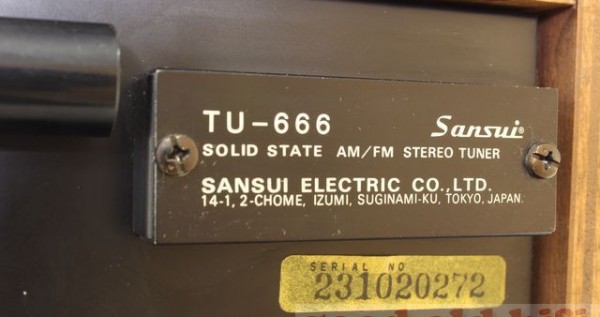 TU-666 Sansui®
SOLID STATE AM/FM STEREO TUNER
SANSUI ELECTRIC CO.,LTD.
14-1, 2-CHOME, IZUMI, SUGINAMI-KU, TOKYO, JAPAN.
SERIAL NO
231020272